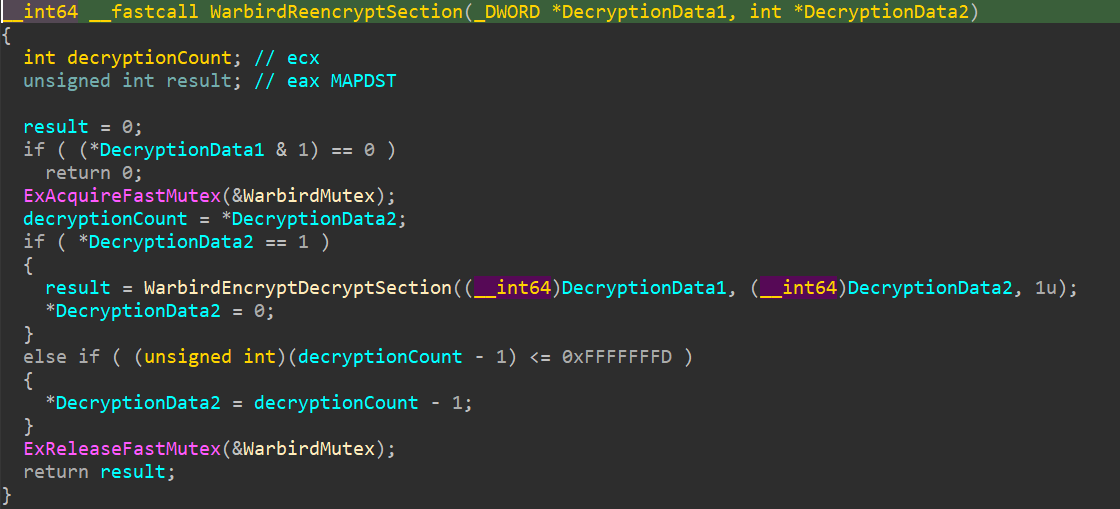 __int64 __fastcall WarbirdReencryptSection(_DWORD *DecryptionData1, int *DecryptionData2)
{
  int decryptionCount; // ecx
  unsigned int result; // eax MAPDST

  result = 0;
  if ( (*DecryptionData1 & 1) == 0 )
    return 0;
  ExAcquireFastMutex(&WarbirdMutex);
  decryptionCount = *DecryptionData2;
  if ( *DecryptionData2 == 1 )
  {
    result = WarbirdEncryptDecryptSection((__int64)DecryptionData1, (__int64)DecryptionData2, 1u);
    *DecryptionData2 = 0;
  }
  else if ( (unsigned int)(decryptionCount - 1) <= 0xFFFFFFFD )
  {
    *DecryptionData2 = decryptionCount - 1;
  }
  ExReleaseFastMutex(&WarbirdMutex);
  return result;
}